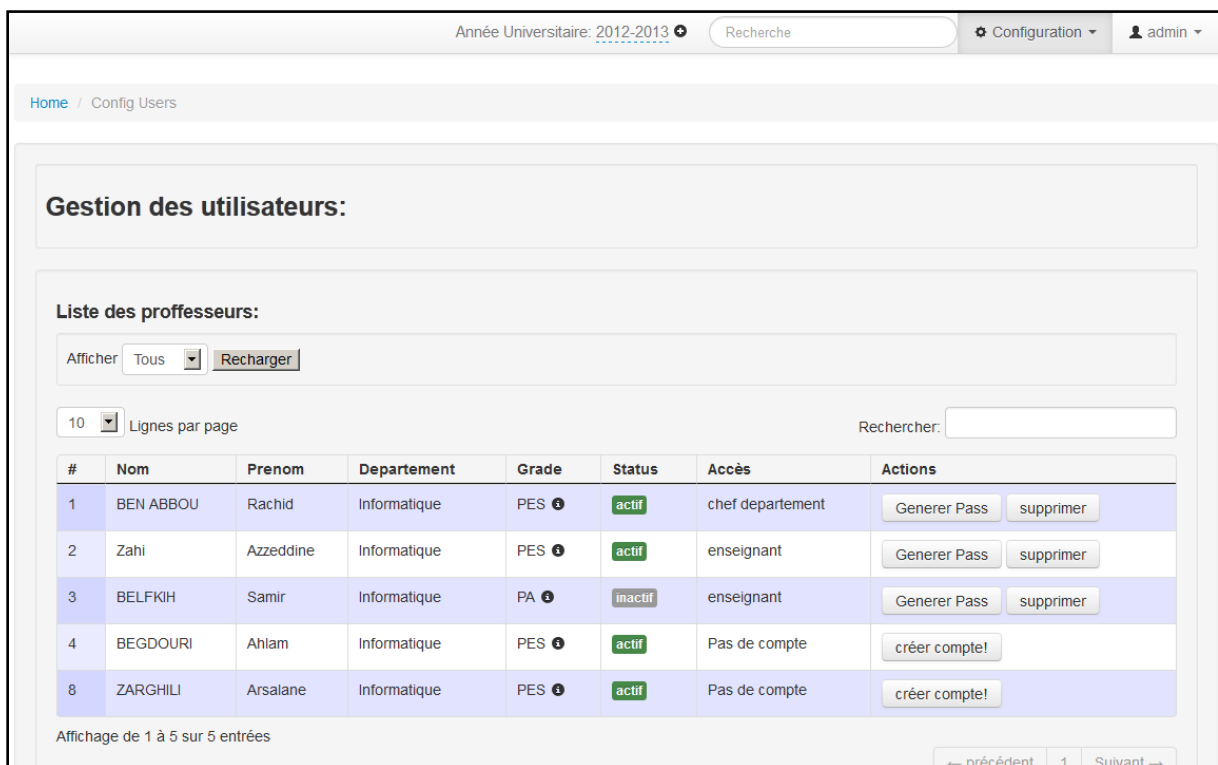 Année Universitaire: 2012-2013 Recherche Configuration admin
Home / Config Users
Gestion des utilisateurs:
Liste des proffesseurs:
Afficher Tous Recharger
10 Lignes par page Rechercher:
# Nom Prenom Departement Grade Status Accès Actions
1 BEN ABBOU Rachid Informatique PES actif chef departement Generer Pass supprimer
2 Zahi Azzeddine Informatique PES actif enseignant Generer Pass supprimer
3 BELFKIH Samir Informatique PA inactif enseignant Generer Pass supprimer
4 BEGDOURI Ahlam Informatique PES actif Pas de compte créer compte!
8 ZARGHILI Arsalane Informatique PES actif Pas de compte créer compte!
Affichage de 1 à 5 sur 5 entrées
← précédent 1 Suivant →